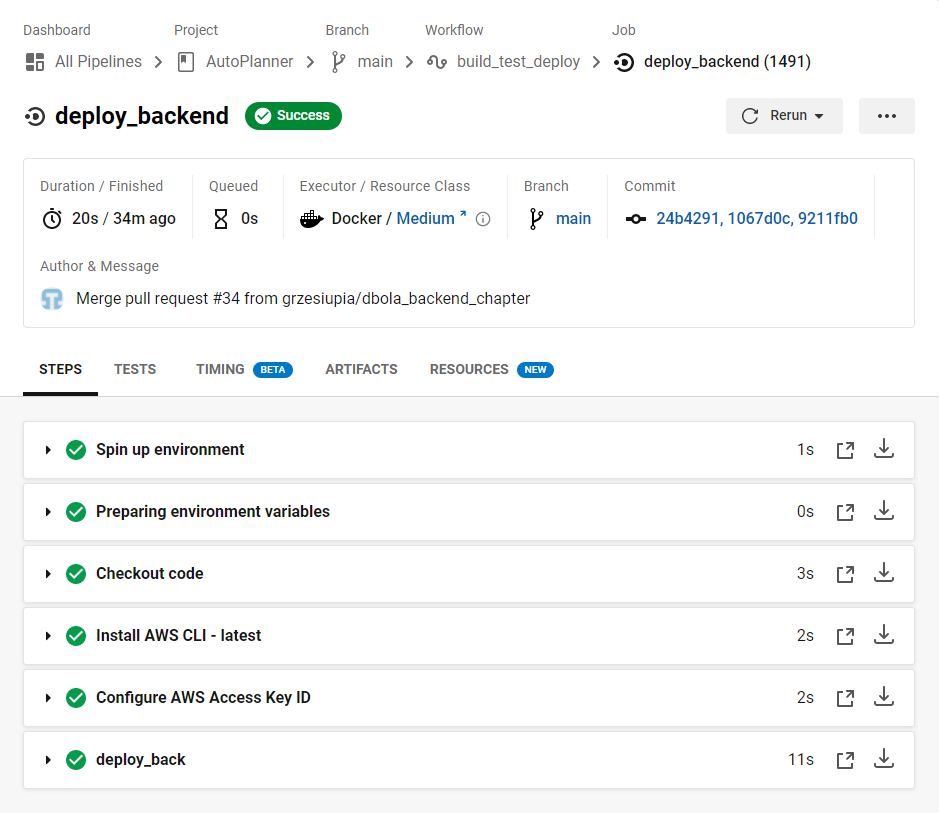 Dashboard Project Branch Workflow Job
All Pipelines AutoPlanner main build_test_deploy deploy_backend (1491)
deploy_backend Success Rerun
Duration / Finished Queued Executor / Resource Class Branch Commit
20s / 34m ago 0s Docker / Medium main 24b4291, 1067d0c, 9211fb0
Author & Message
Merge pull request #34 from grzesiupia/dbola_backend_chapter
STEPS TESTS TIMING BETA ARTIFACTS RESOURCES NEW
Spin up environment 1s
Preparing environment variables 0s
Checkout code 3s
Install AWS CLI - latest 2s
Configure AWS Access Key ID 2s
deploy_back 11s